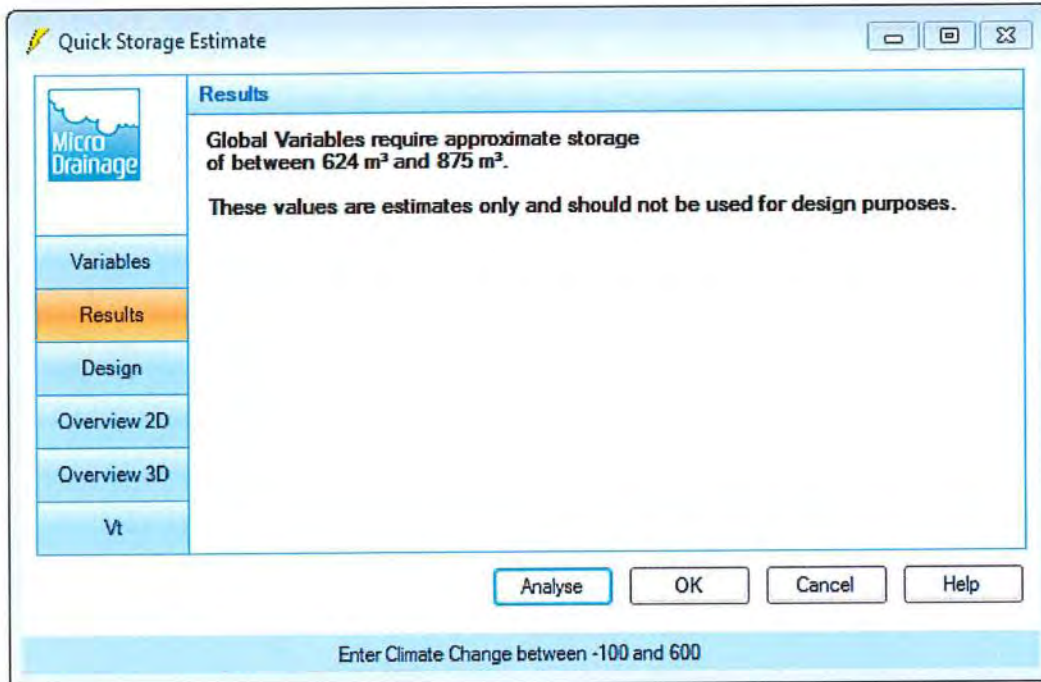 Quick Storage Estimate
Micro
Drainage
Results
Global Variables require approximate storage
of between 624 m³ and 875 m³.
These values are estimates only and should not be used for design purposes.
Variables
Results
Design
Overview 2D
Overview 3D
Vt
Analyse
OK
Cancel
Help
Enter Climate Change between -100 and 600